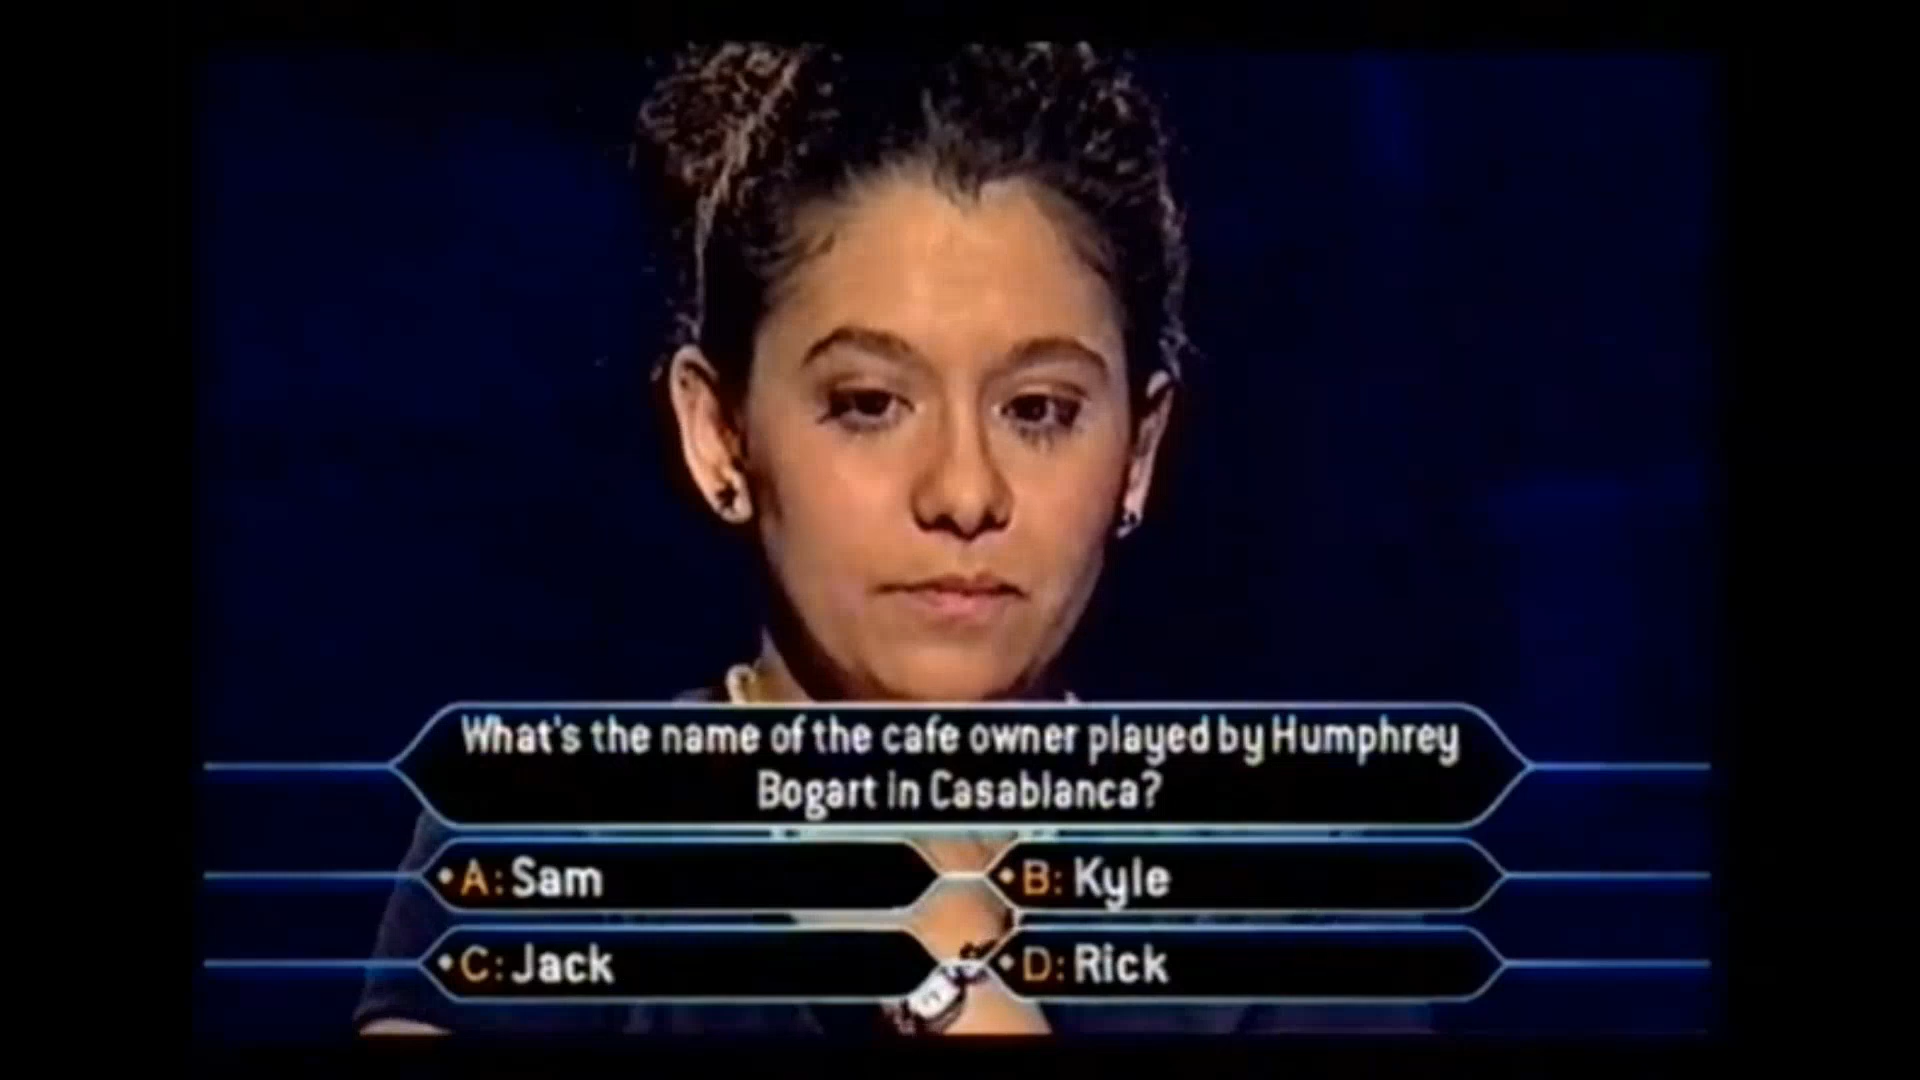 What's the name of the cafe owner played by Humphrey
Bogart in Casablanca?
A: Sam
B: Kyle
C: Jack
D: Rick